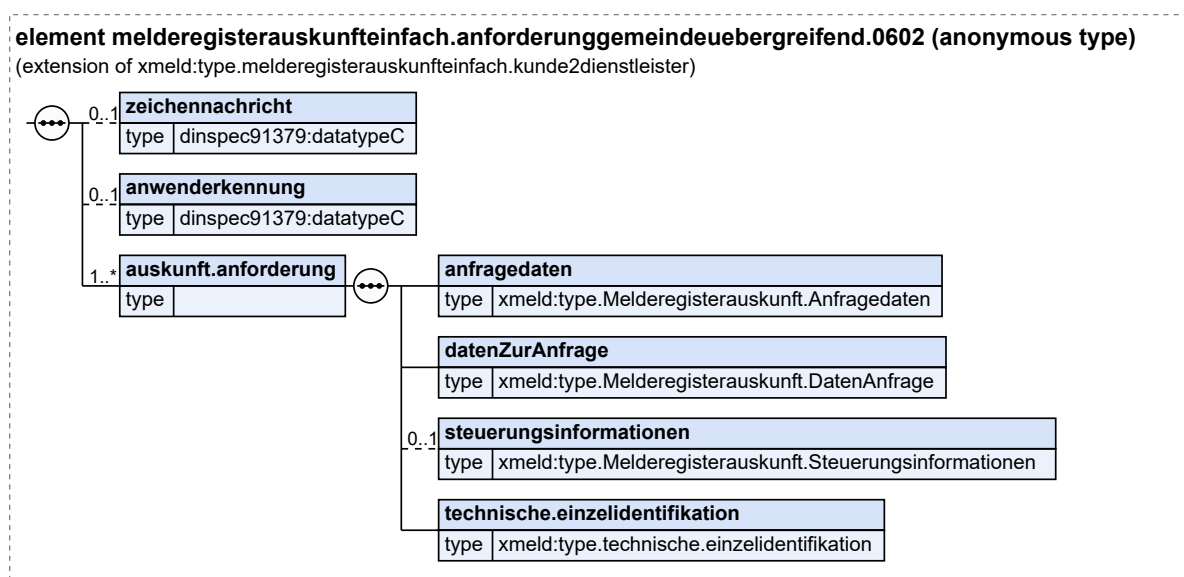 element melderegisterauskunfteinfach.anforderunggemeindeuebergreifend.0602 (anonymous type)
(extension of xmeld:type.melderegisterauskunfteinfach.kunde2dienstleister)
0..1 zeichennachricht
type dinspec91379:datatypeC
0..1 anwenderkennung
type dinspec91379:datatypeC
1..* auskunft.anforderung
type
anfragedaten
type xmeld:type.Melderegisterauskunft.Anfragedaten
datenZurAnfrage
type xmeld:type.Melderegisterauskunft.DatenAnfrage
0..1 steuerungsinformationen
type xmeld:type.Melderegisterauskunft.Steuerungsinformationen
technische.einzelidentifikation
type xmeld:type.technische.einzelidentifikation